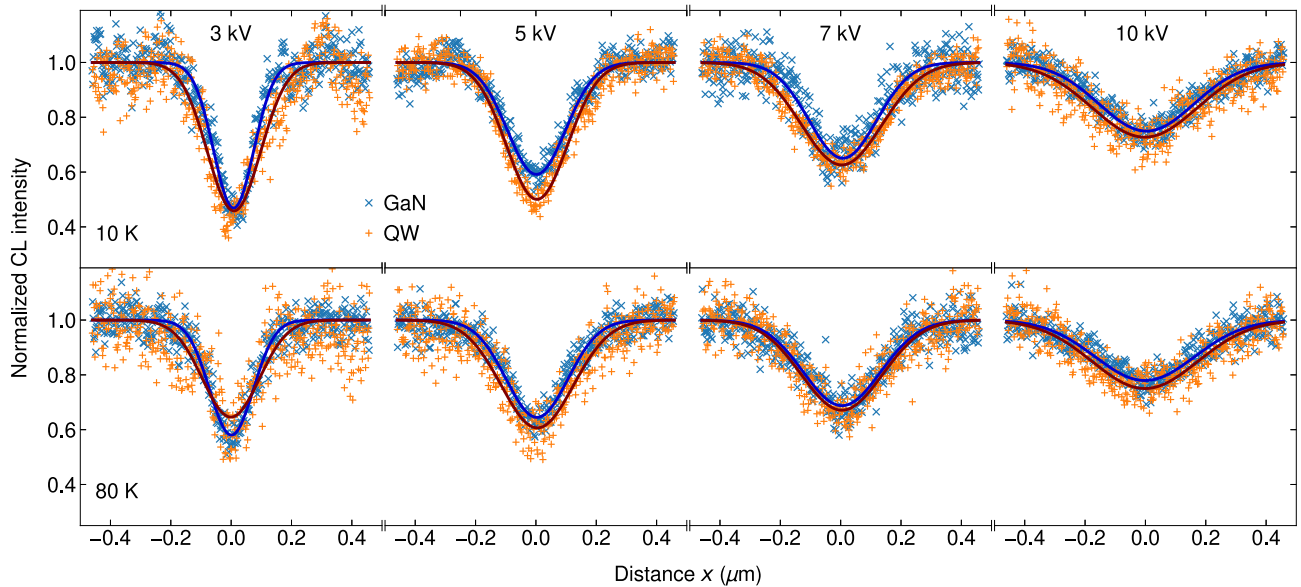 3 kV 5 kV 7 kV 10 kV
1.0
0.8
0.6
0.4
Normalized CL intensity
× GaN
+ QW
10 K
1.0
0.8
0.6
0.4
80 K
−0.4 −0.2 0.0 0.2 0.4 −0.4 −0.2 0.0 0.2 0.4 −0.4 −0.2 0.0 0.2 0.4 −0.4 −0.2 0.0 0.2 0.4
Distance x (μm)